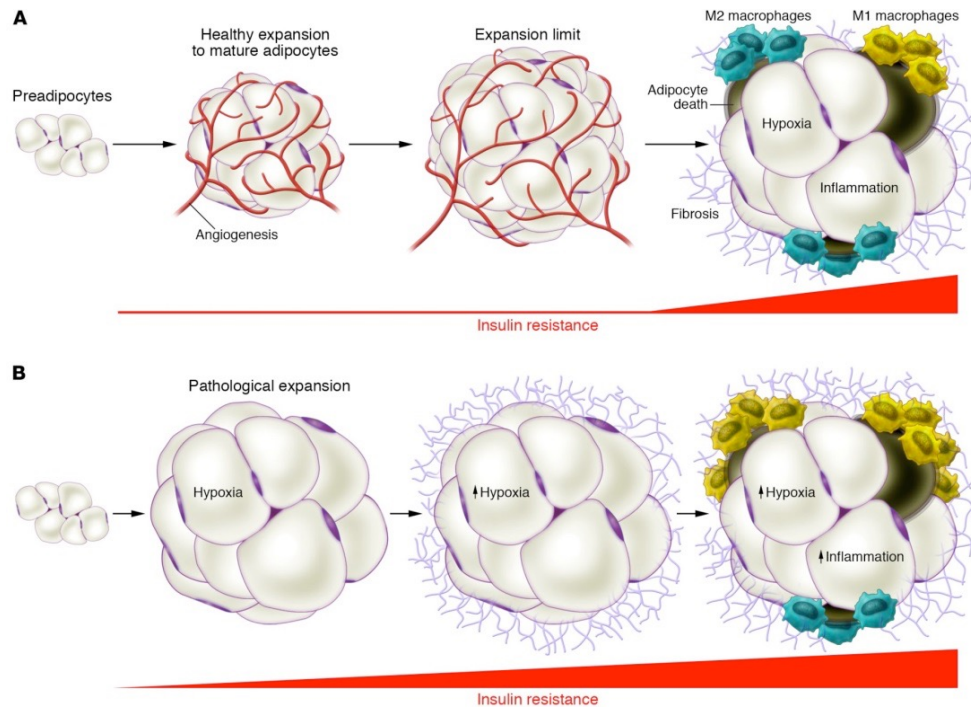 A
Preadipocytes
Healthy expansion
to mature adipocytes
Angiogenesis
Expansion limit
M2 macrophages
M1 macrophages
Adipocyte
death
Hypoxia
Inflammation
Fibrosis
Insulin resistance
B
Pathological expansion
Hypoxia
↑ Hypoxia
↑ Hypoxia
↑ Inflammation
Insulin resistance